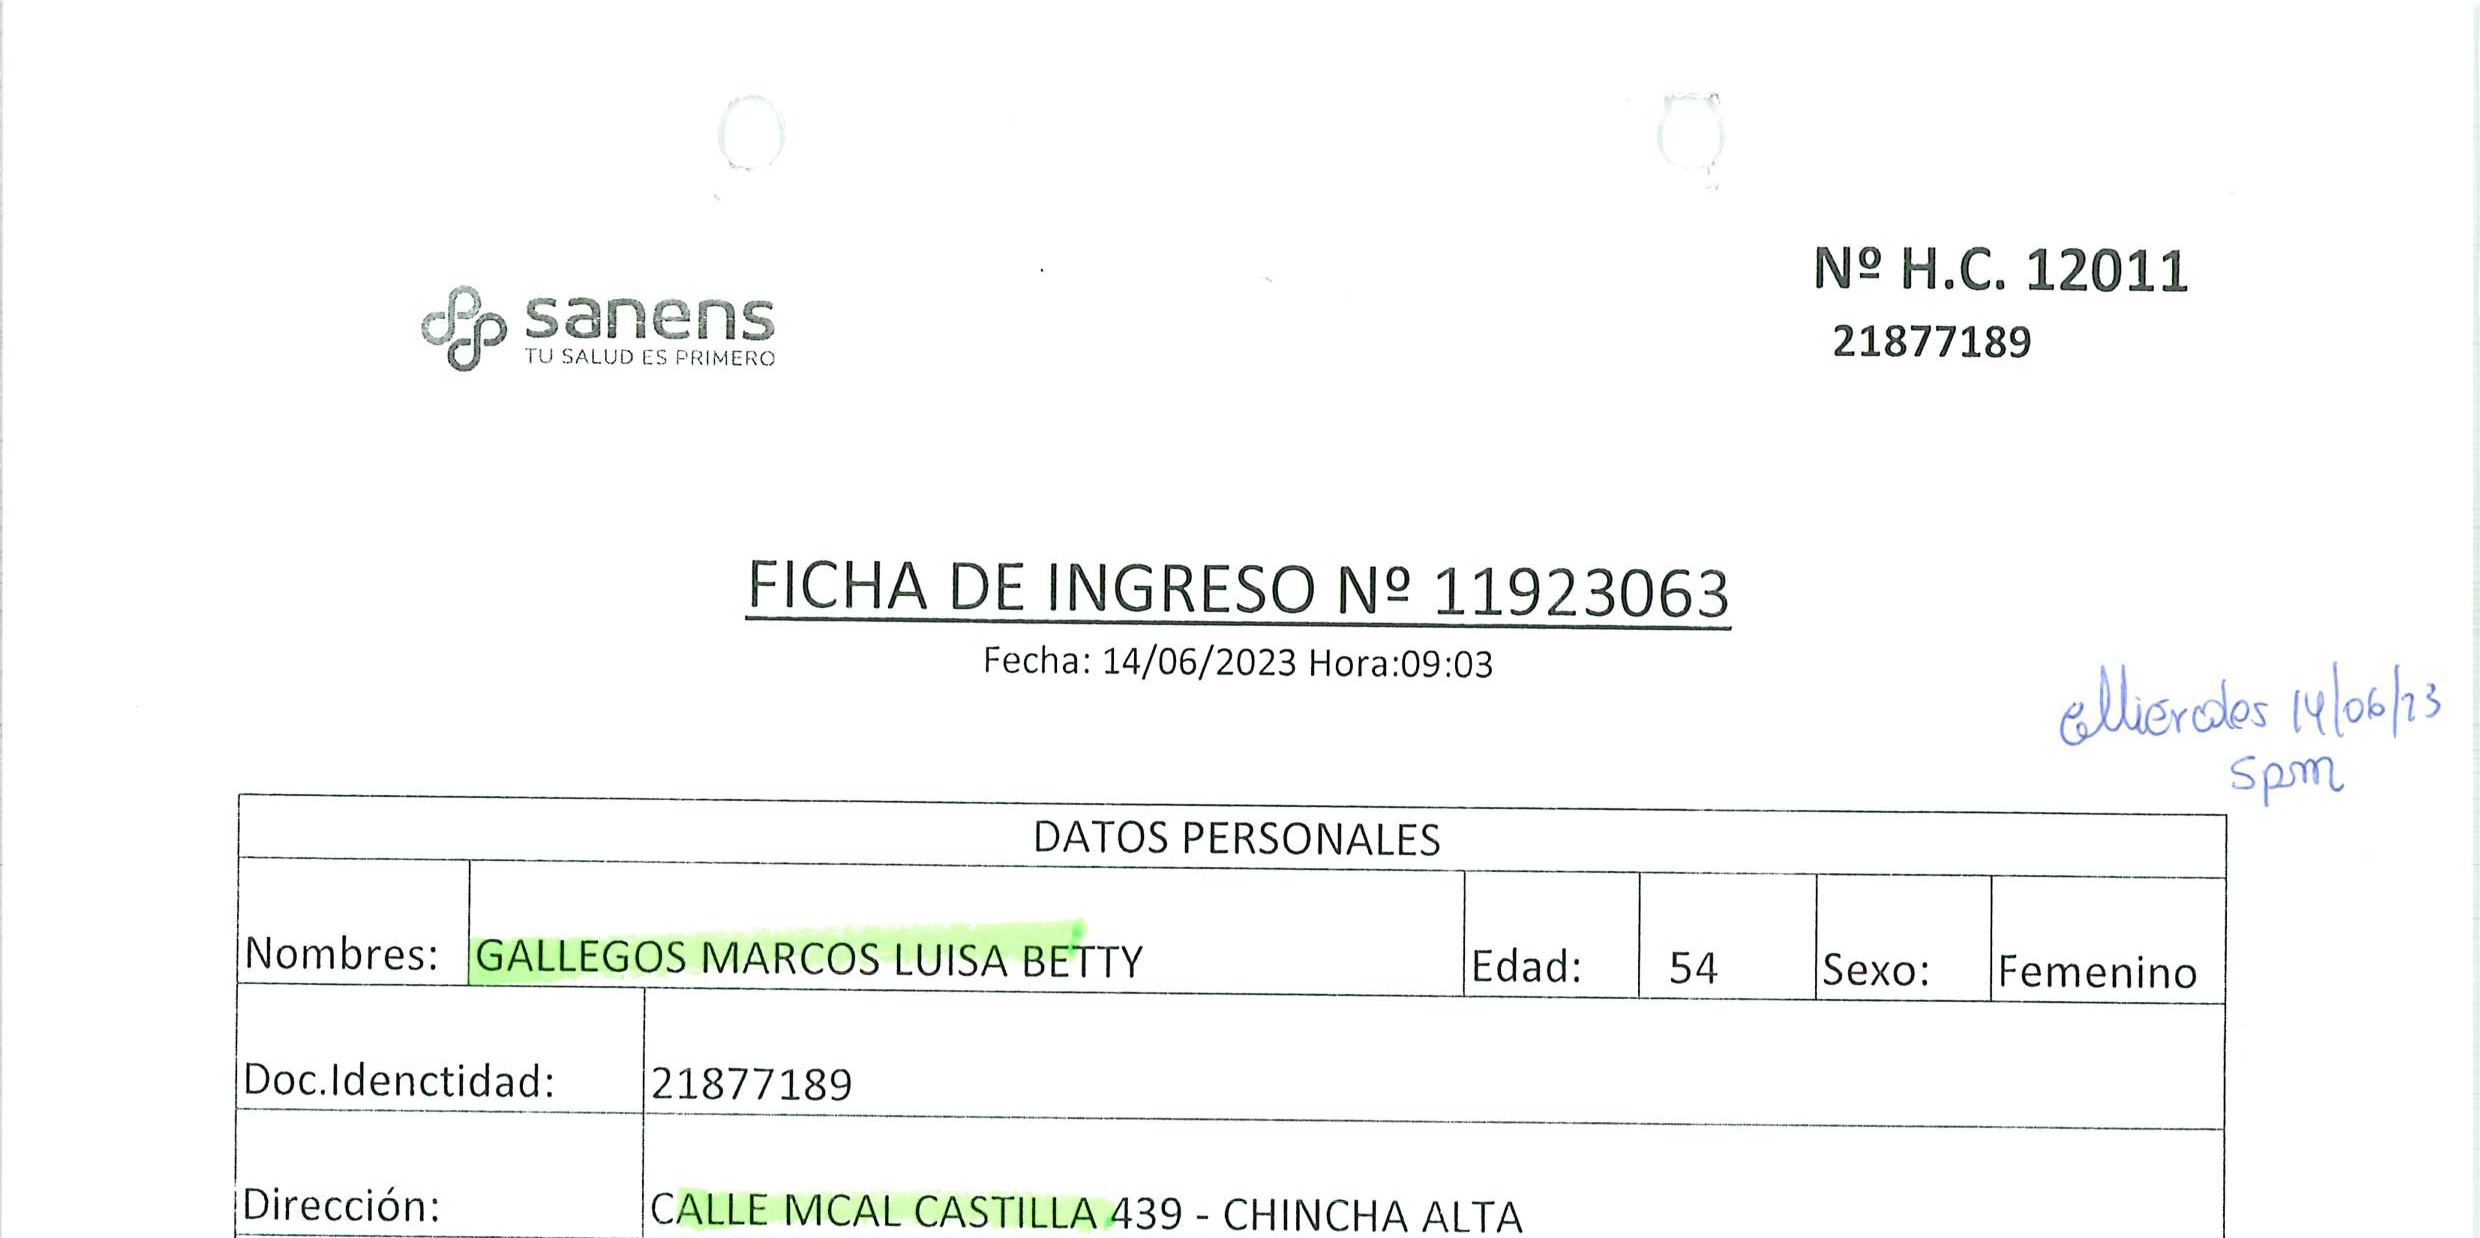 sanens
TU SALUD ES PRIMERO
Nº H.C. 12011
21877189
FICHA DE INGRESO Nº 11923063
Fecha: 14/06/2023 Hora:09:03
Miercoles 14/06/23
5pm
DATOS PERSONALES
Nombres: GALLEGOS MARCOS LUISA BETTY Edad: 54 Sexo: Femenino
Doc.Idenctidad: 21877189
Dirección: CALLE MCAL CASTILLA 439 - CHINCHA ALTA